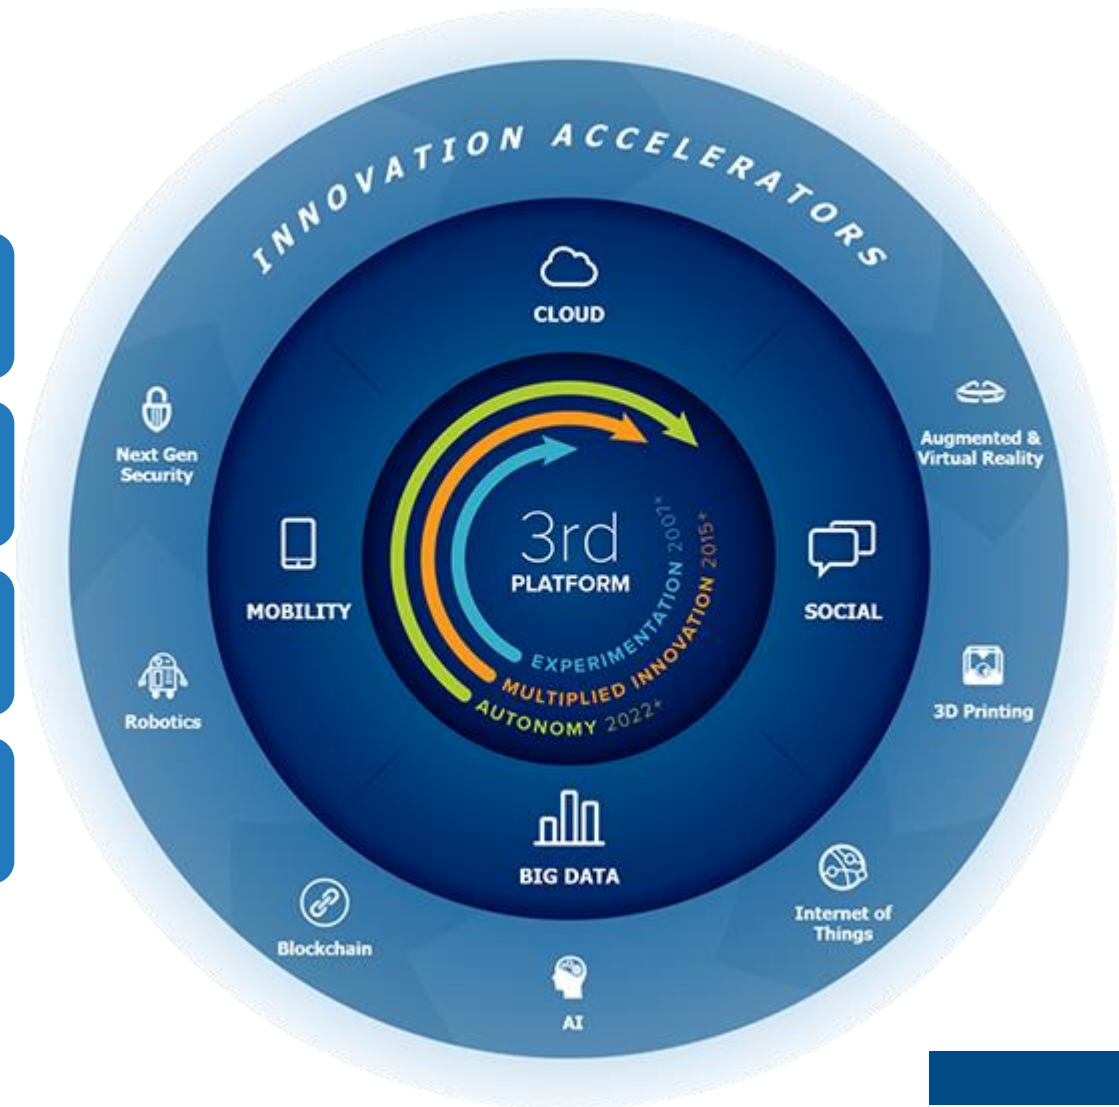 INNOVATION ACCELERATORS
CLOUD
Next Gen
Security
Augmented &
Virtual Reality
3rd
PLATFORM
EXPERIMENTATION 2007+
MULTIPLIED INNOVATION 2015+
AUTONOMY 2022+
MOBILITY
SOCIAL
Robotics
3D Printing
BIG DATA
Internet of
Things
Blockchain
AI